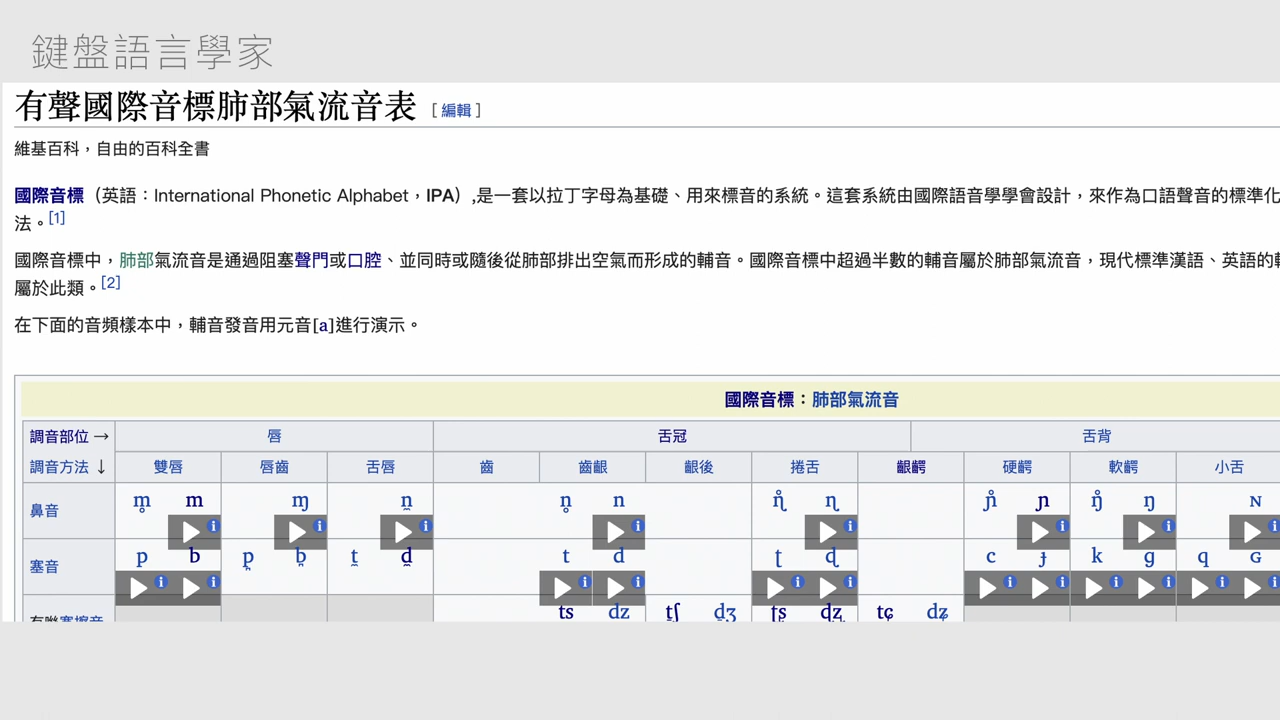 鍵盤語言學家
有聲國際音標肺部氣流音表 [編輯]
維基百科，自由的百科全書
國際音標（英語：International Phonetic Alphabet，IPA）,是一套以拉丁字母為基礎、用來標音的系統。這套系統由國際語音學學會設計，來作為口語聲音的標準化
法。[1]
國際音標中，肺部氣流音是通過阻塞聲門或口腔、並同時或隨後從肺部排出空氣而形成的輔音。國際音標中超過半數的輔音屬於肺部氣流音，現代標準漢語、英語的
屬於此類。[2]
在下面的音頻樣本中，輔音發音用元音[a]進行演示。
國際音標：肺部氣流音
調音部位 → 唇 舌冠 舌背
調音方法 ↓ 雙唇 唇齒 舌唇 齒 齒齦 齦後 捲舌 齦齶 硬齶 軟齶 小舌
鼻音 m̥ m ɱ n̼ n̥ n ɳ̊ ɳ ɲ̊ ɲ ŋ̊ ŋ ɴ
塞音 p b p̪ b̪ t̼ d̼ t d ʈ ɖ c ɟ k ɡ q ɢ
有噝塞擦音 ts dz t̠ʃ d̠ʒ ʈʂ ɖʐ tɕ dʑ